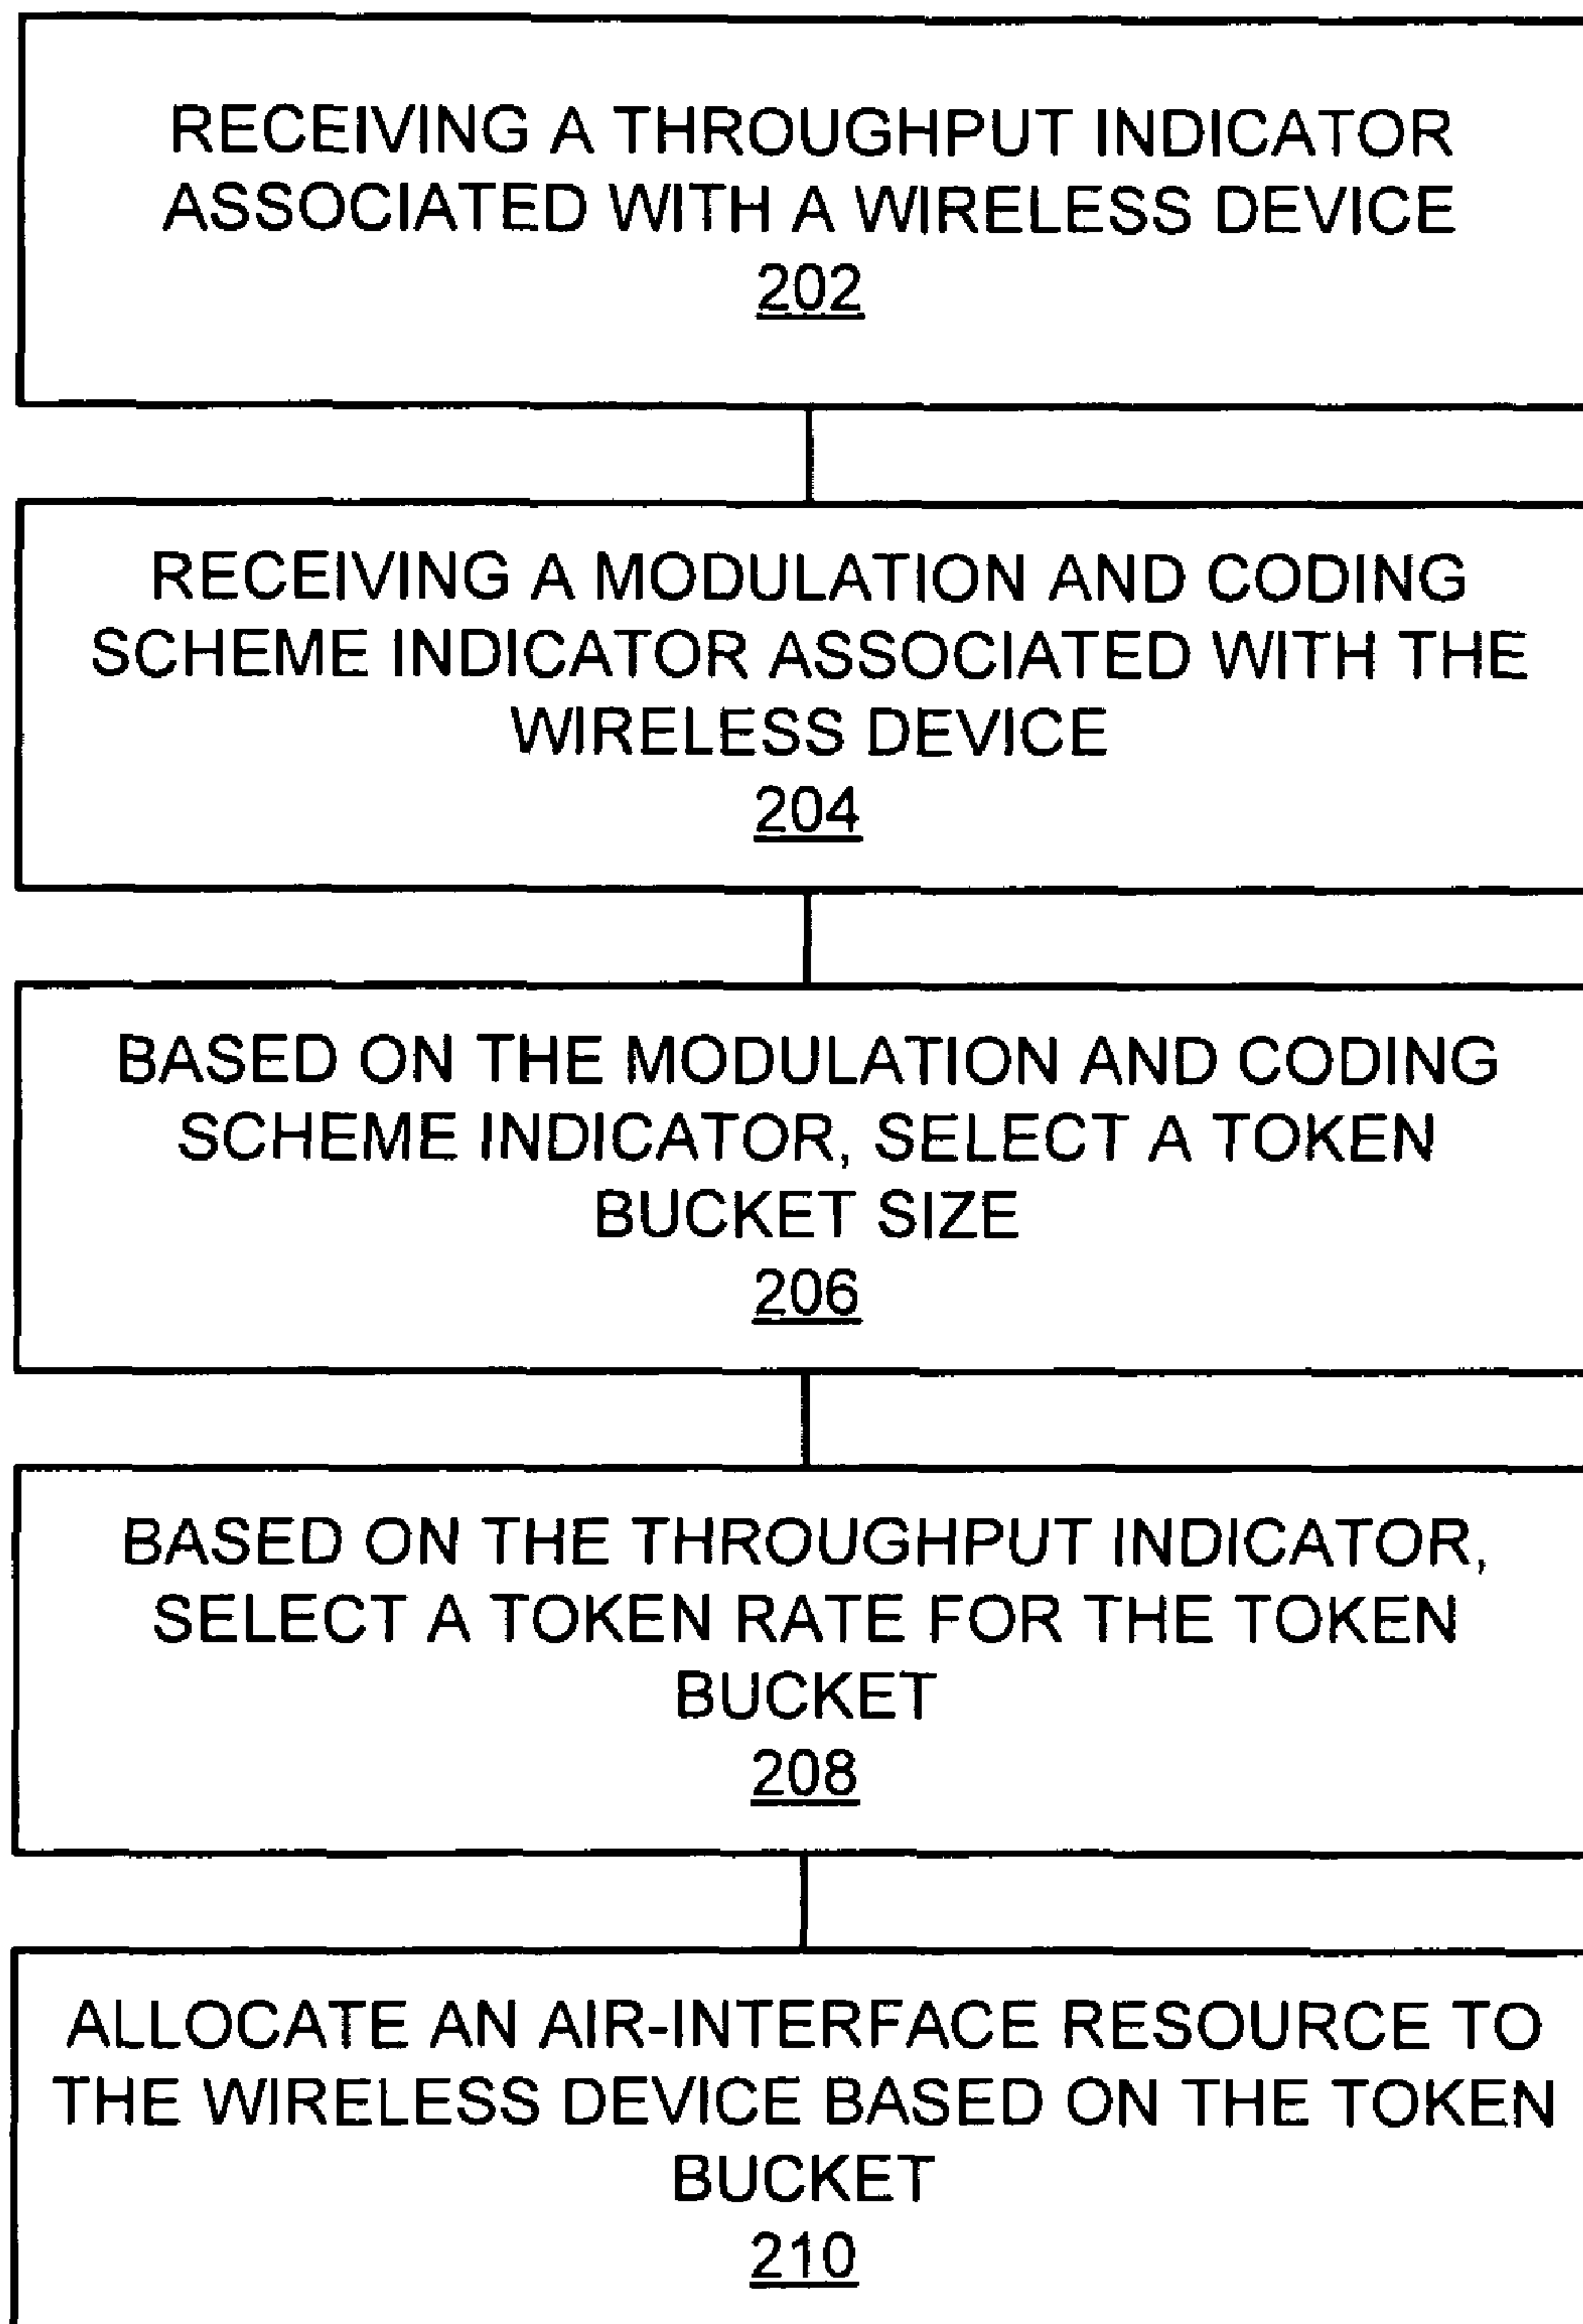 RECEIVING A THROUGHPUT INDICATOR
ASSOCIATED WITH A WIRELESS DEVICE
202
RECEIVING A MODULATION AND CODING
SCHEME INDICATOR ASSOCIATED WITH THE
WIRELESS DEVICE
204
BASED ON THE MODULATION AND CODING
SCHEME INDICATOR, SELECT A TOKEN
BUCKET SIZE
206
BASED ON THE THROUGHPUT INDICATOR,
SELECT A TOKEN RATE FOR THE TOKEN
BUCKET
208
ALLOCATE AN AIR-INTERFACE RESOURCE TO
THE WIRELESS DEVICE BASED ON THE TOKEN
BUCKET
210